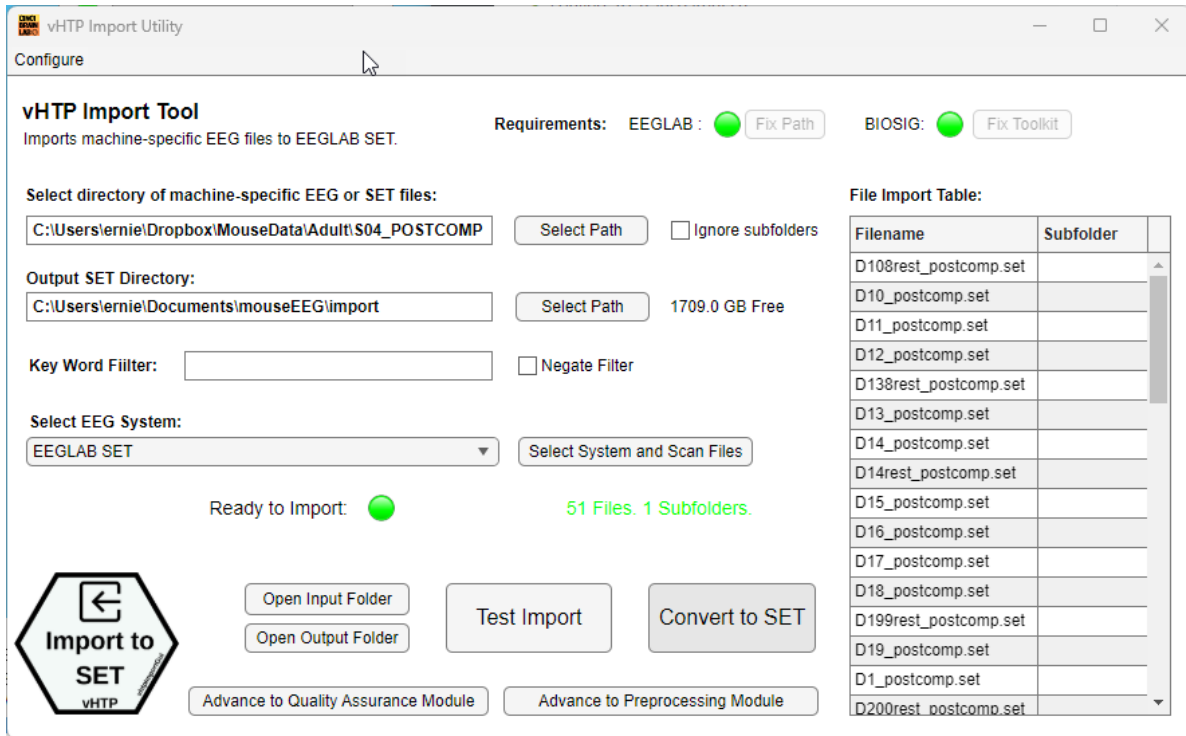 CINCI
BRAIN
LAB
vHTP Import Utility
Configure
vHTP Import Tool
Imports machine-specific EEG files to EEGLAB SET.
Requirements: EEGLAB : Fix Path BIOSIG: Fix Toolkit
Select directory of machine-specific EEG or SET files:
C:\Users\ernie\Dropbox\MouseData\Adult\S04_POSTCOMP Select Path Ignore subfolders
Output SET Directory:
C:\Users\ernie\Documents\mouseEEG\import Select Path 1709.0 GB Free
Key Word Fiilter: Negate Filter
Select EEG System:
EEGLAB SET Select System and Scan Files
Ready to Import: 51 Files. 1 Subfolders.
Import to
SET
vHTP
Open Input Folder
Open Output Folder
Test Import
Convert to SET
Advance to Quality Assurance Module Advance to Preprocessing Module
File Import Table:
Filename Subfolder
D108rest_postcomp.set
D10_postcomp.set
D11_postcomp.set
D12_postcomp.set
D138rest_postcomp.set
D13_postcomp.set
D14_postcomp.set
D14rest_postcomp.set
D15_postcomp.set
D16_postcomp.set
D17_postcomp.set
D18_postcomp.set
D199rest_postcomp.set
D19_postcomp.set
D1_postcomp.set
D200rest_postcomp.set